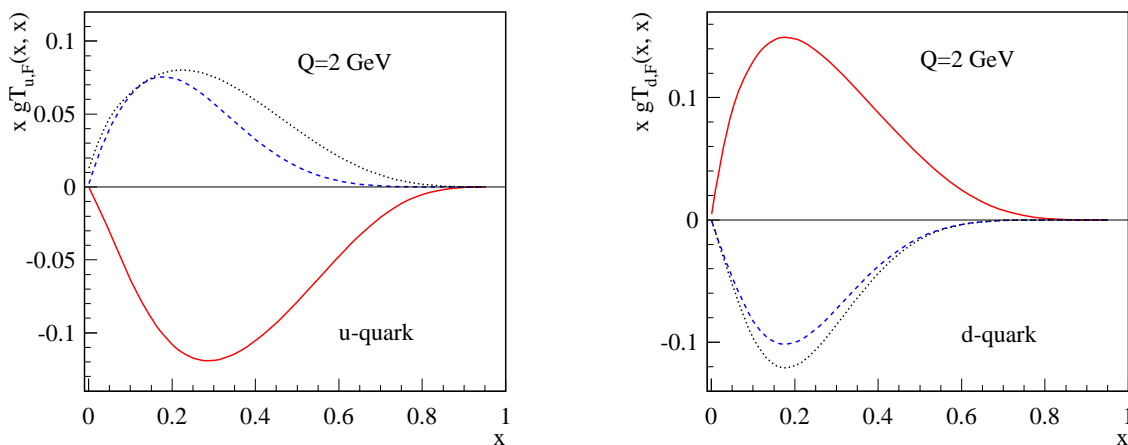 x gT_{u,F}(x, x)
0.1
0.05
0
-0.05
-0.1
Q=2 GeV
u-quark
0 0.2 0.4 0.6 0.8 1
x
x gT_{d,F}(x, x)
0.1
0
-0.1
Q=2 GeV
d-quark
0 0.2 0.4 0.6 0.8 1
x